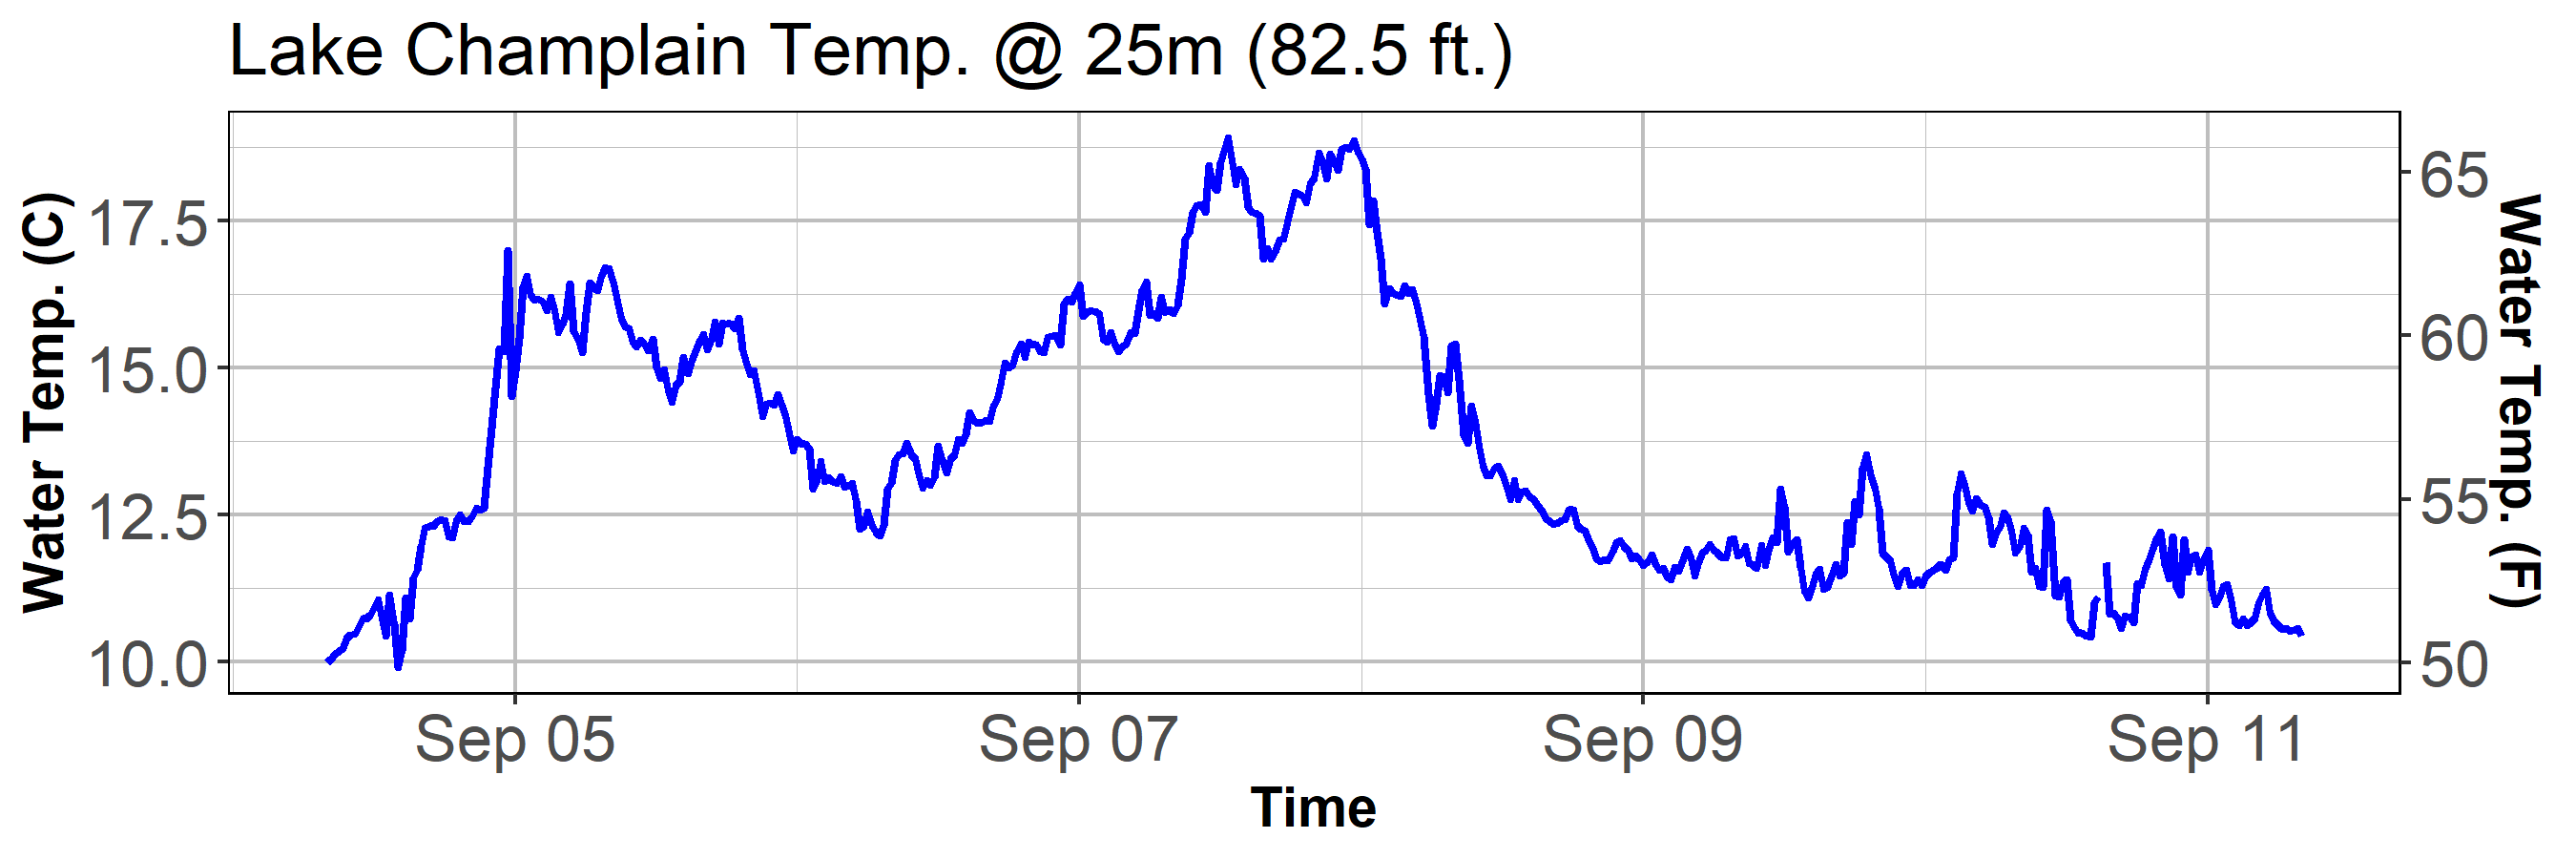 Lake Champlain Temp. @ 25m (82.5 ft.)
Water Temp. (C)
17.5
15.0
12.5
10.0
65
60
55
50
Water Temp. (F)
Sep 05
Sep 07
Sep 09
Sep 11
Time